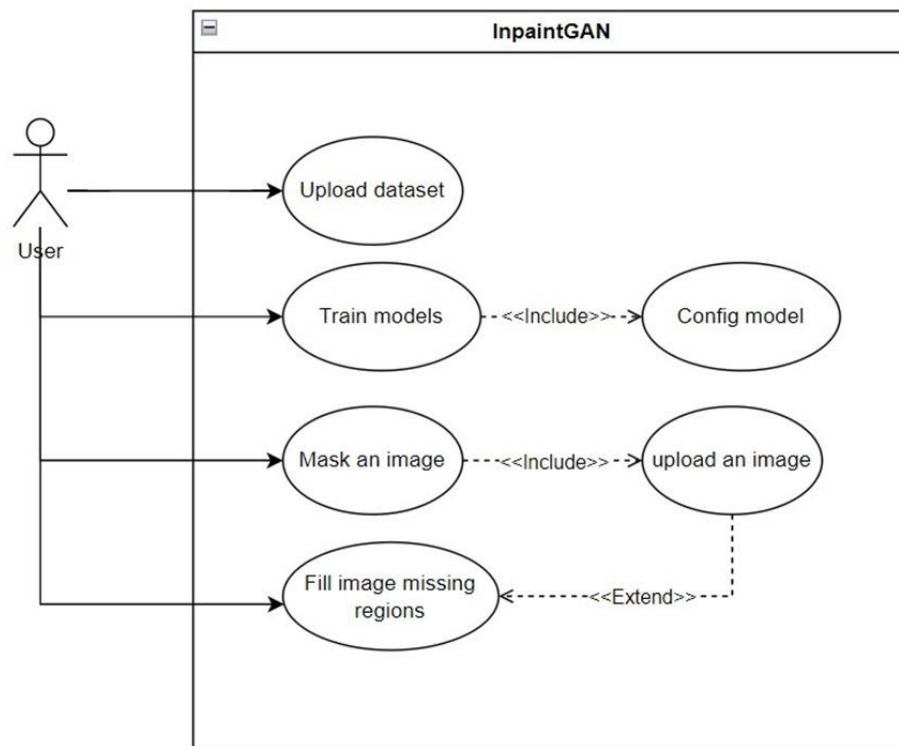 InpaintGAN
User
Upload dataset
Train models
<<Include>>
Config model
Mask an image
<<Include>>
upload an image
Fill image missing
regions
<<Extend>>